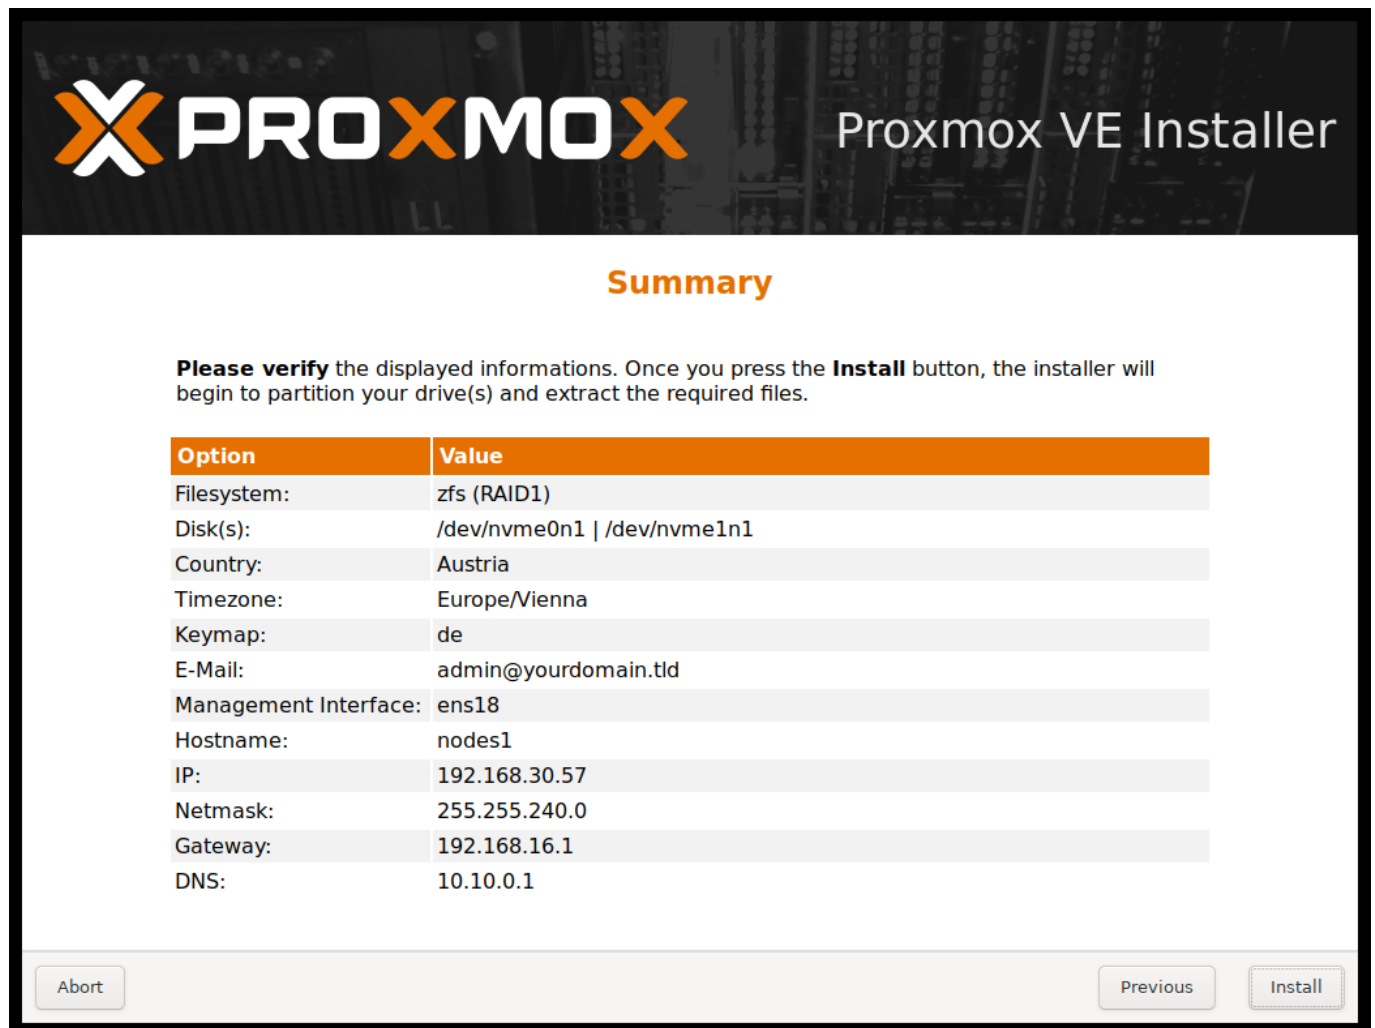 PROXMOX
Proxmox VE Installer
Summary
Please verify the displayed informations. Once you press the Install button, the installer will
begin to partition your drive(s) and extract the required files.
Option Value
Filesystem: zfs (RAID1)
Disk(s): /dev/nvme0n1 | /dev/nvme1n1
Country: Austria
Timezone: Europe/Vienna
Keymap: de
E-Mail: admin@yourdomain.tld
Management Interface: ens18
Hostname: nodes1
IP: 192.168.30.57
Netmask: 255.255.240.0
Gateway: 192.168.16.1
DNS: 10.10.0.1
Abort Previous Install